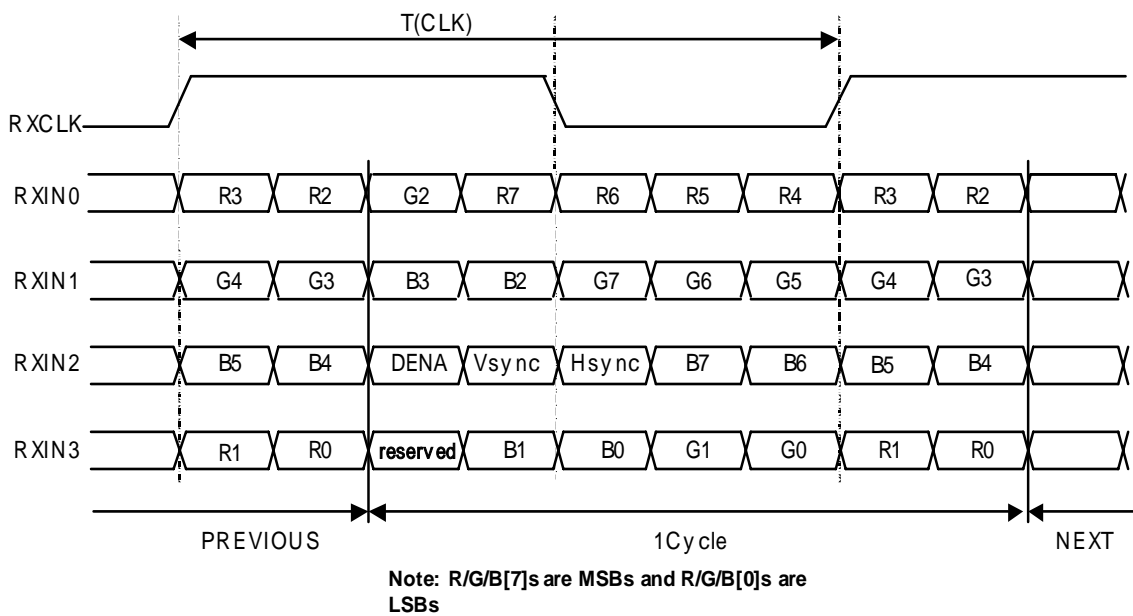 T(CLK)
RXCLK
RXIN0 R3 R2 G2 R7 R6 R5 R4 R3 R2
RXIN1 G4 G3 B3 B2 G7 G6 G5 G4 G3
RXIN2 B5 B4 DENA Vsync Hsync B7 B6 B5 B4
RXIN3 R1 R0 reserved B1 B0 G1 G0 R1 R0
PREVIOUS 1Cycle NEXT
Note: R/G/B[7]s are MSBs and R/G/B[0]s are
LSBs